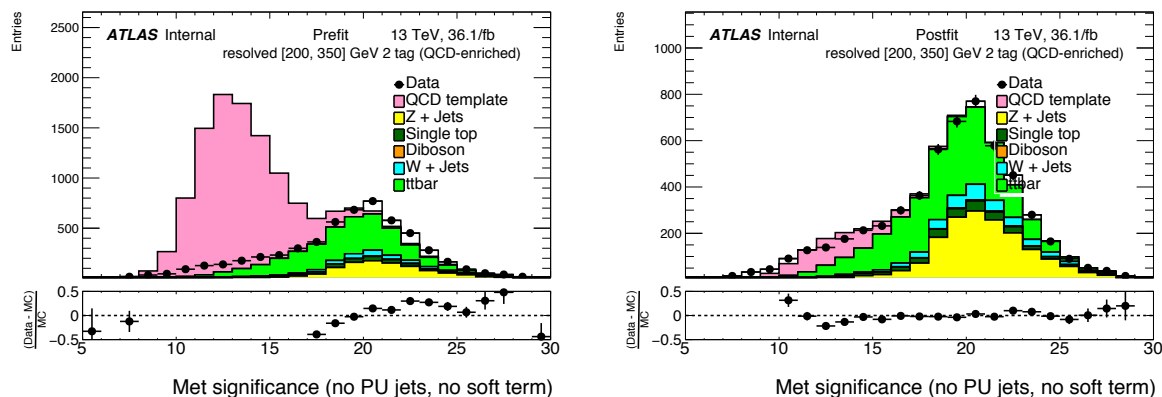 Entries
2500
2000
1500
1000
500
ATLAS Internal Prefit 13 TeV, 36.1/fb
resolved [200, 350] GeV 2 tag (QCD-enriched)
Data
QCD template
Z + Jets
Single top
Diboson
W + Jets
ttbar
(Data - MC)
MC
0.5
0
−0.5
5 10 15 20 25 30
Met significance (no PU jets, no soft term)
Entries
1000
800
600
400
200
ATLAS Internal Postfit 13 TeV, 36.1/fb
resolved [200, 350] GeV 2 tag (QCD-enriched)
Data
QCD template
Z + Jets
Single top
Diboson
W + Jets
ttbar
(Data - MC)
MC
0.5
0
−0.5
5 10 15 20 25 30
Met significance (no PU jets, no soft term)